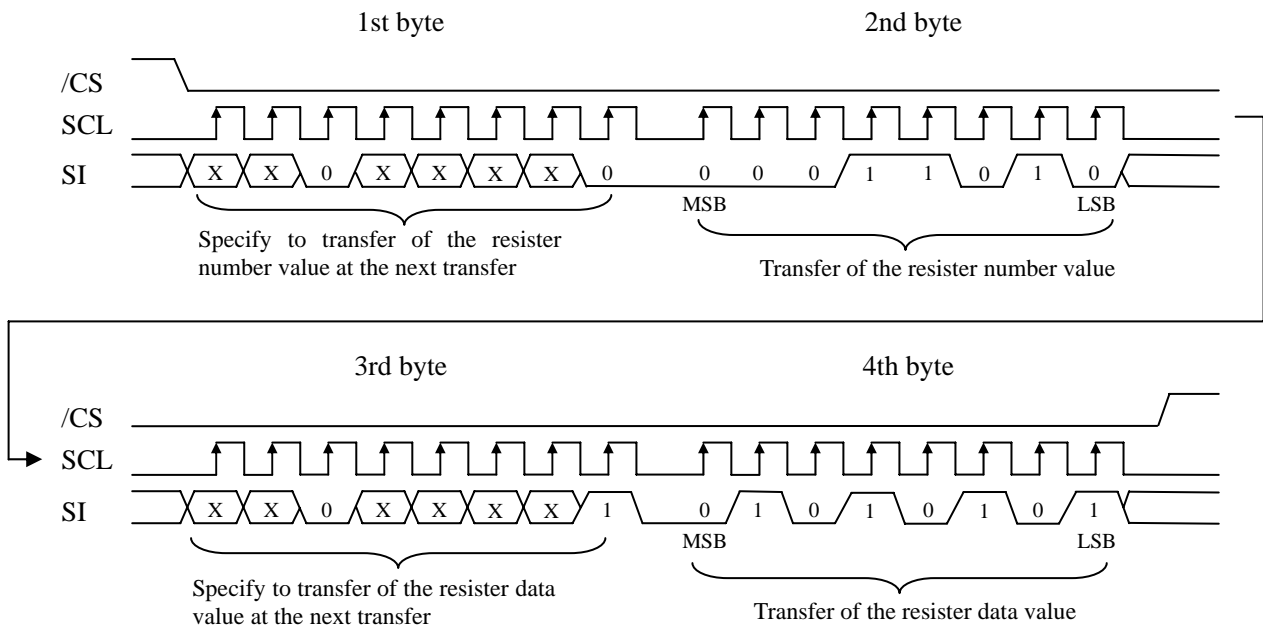 1st byte 2nd byte
/CS
SCL
SI X X 0 X X X X 0 0 0 0 1 1 0 1 0
MSB LSB
Specify to transfer of the resister
number value at the next transfer
Transfer of the resister number value
3rd byte 4th byte
/CS
SCL
SI X X 0 X X X X 1 0 1 0 1 0 1 0 1
MSB LSB
Specify to transfer of the resister data
value at the next transfer
Transfer of the resister data value